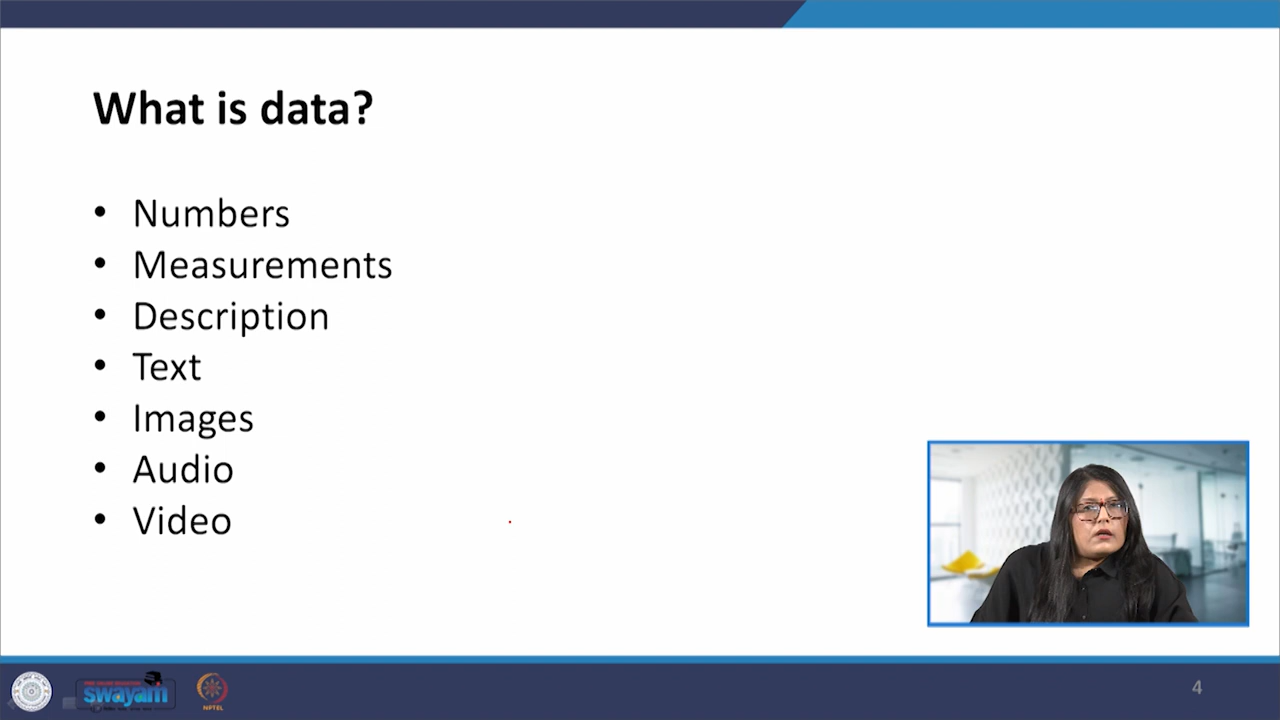 What is data?
• Numbers
• Measurements
• Description
• Text
• Images
• Audio
• Video
swayam
NPTEL
4